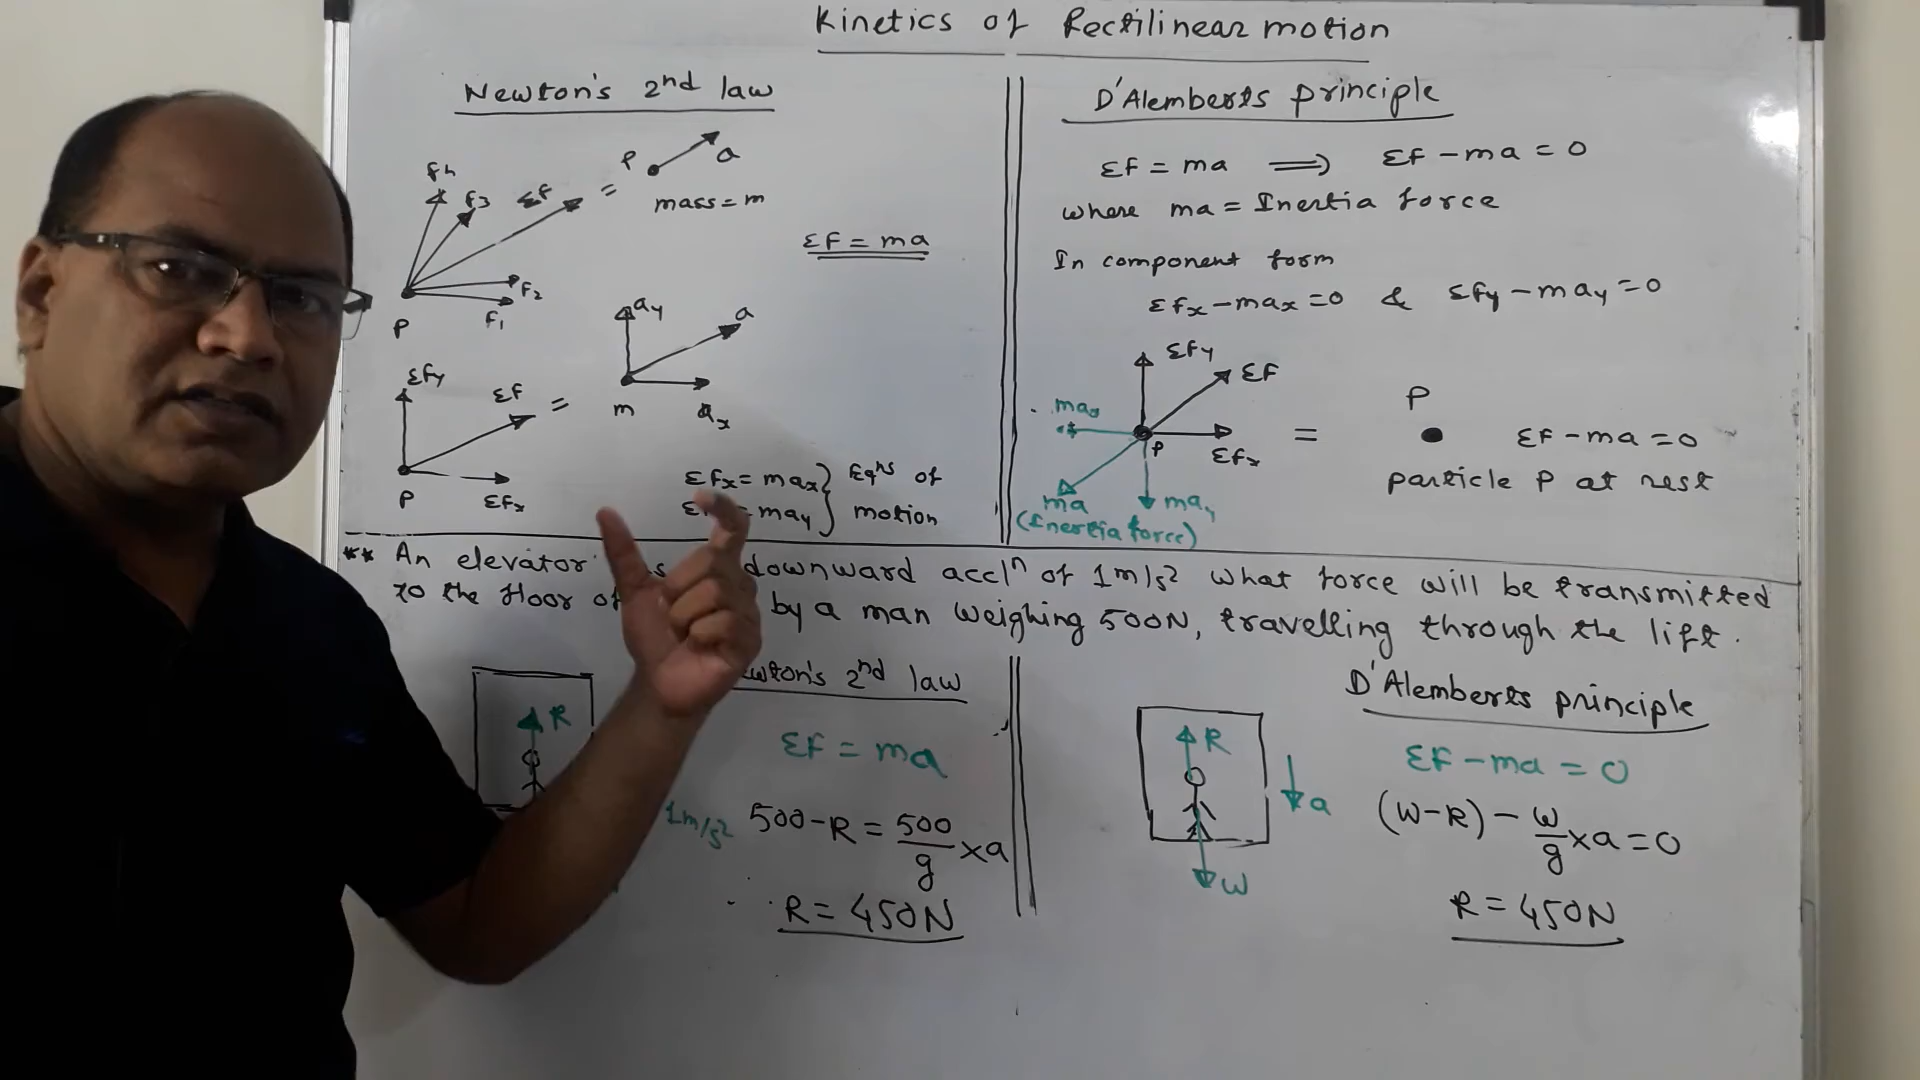 Kinetics of Rectilinear motion
Newton's 2nd law
F4
F3
ΣF
=
P
a
mass = m
F2
F1
P
ΣF = ma
ΣFy
ΣF
=
P
ΣFx
ay
a
m
ax
ΣFx = max } Eqns of
= may } motion
D'Alemberts principle
ΣF = ma ⟹ ΣF - ma = 0
where ma = Inertia force
In component form
ΣFx - max = 0 & ΣFy - may = 0
ΣFy
ΣF
P
ΣFx
ma
may
(Inertia force)
=
P
ΣF - ma = 0
particle P at rest
** An elevator downward accln of 1m/s2 what force will be transmitted
to the floor of by a man weighing 500N, travelling through the lift.
2nd law
R
ΣF = ma
1m/s2
500 - R = 500/g × a
R = 450N
D'Alemberts principle
R
a
W
ΣF - ma = 0
(W-R) - W/g × a = 0
R = 450N